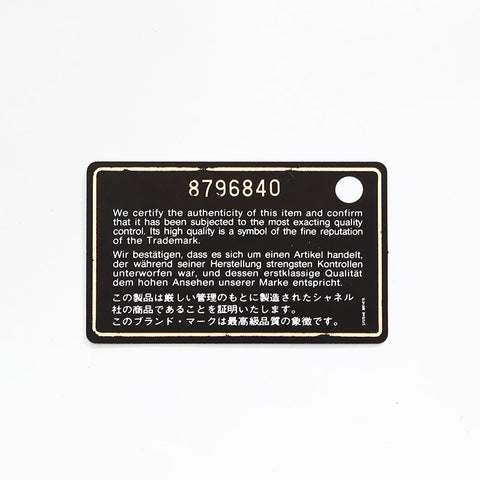 8796840
We certify the authenticity of this item and confirm
that it has been subjected to the most exacting quality
control. Its high quality is a symbol of the fine reputation
of the Trademark.
Wir bestätigen, dass es sich um einen Artikel handelt,
der während seiner Herstellung strengsten Kontrollen
unterworfen war, und dessen erstklassige Qualität
dem hohen Ansehen unserer Marke entspricht.
この製品は厳しい管理のもとに製造されたシャネル
社の商品であることを証明いたします。
このブランド・マークは最高級品質の象徴です。